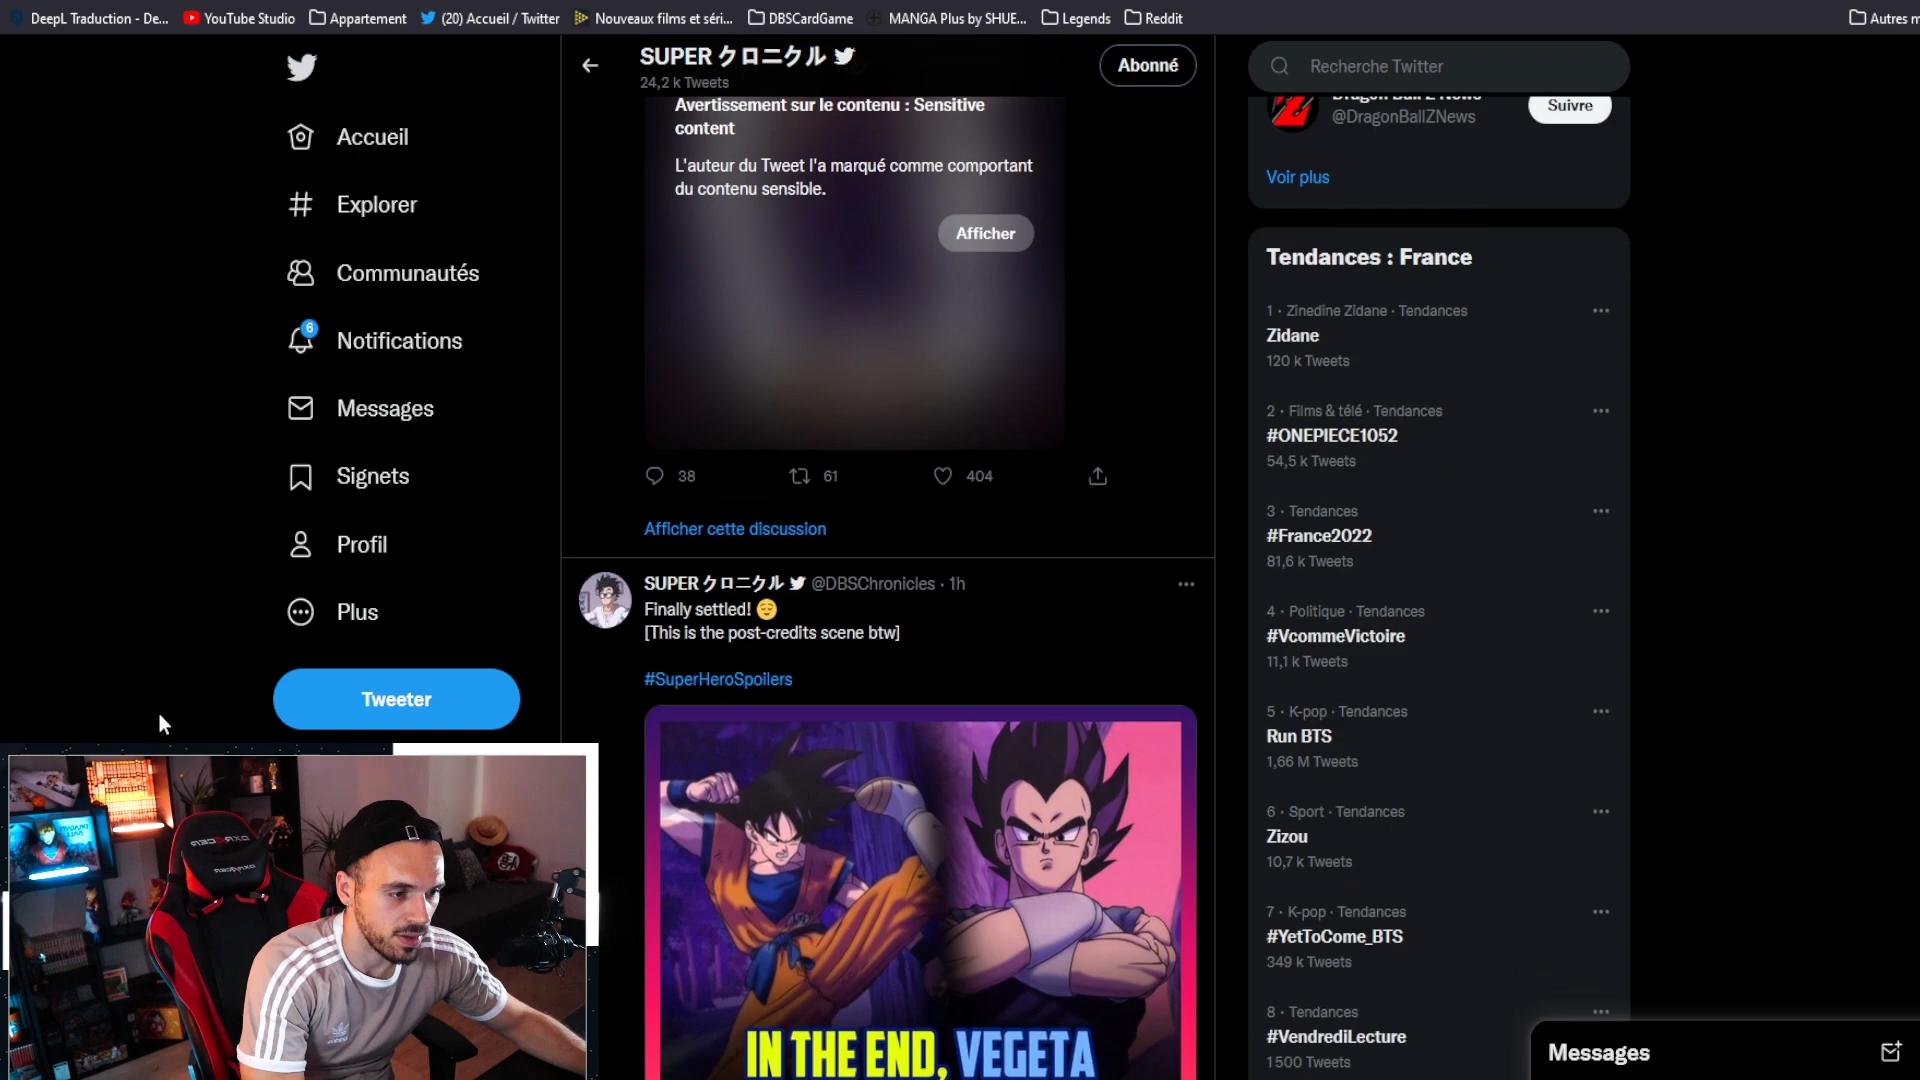 DeepL Traduction - De...
YouTube Studio
Appartement
(20) Accueil / Twitter
Nouveaux films et séri...
DBSCardGame
MANGA Plus by SHUE...
Legends
Reddit
Autres m
SUPER クロニクル
24,2 k Tweets
Abonné
Recherche Twitter
Accueil
Explorer
Communautés
6
Notifications
Messages
Signets
Profil
Plus
Tweeter
Avertissement sur le contenu : Sensitive
content
L'auteur du Tweet l'a marqué comme comportant
du contenu sensible.
Afficher
38
61
404
Afficher cette discussion
SUPER クロニクル @DBSChronicles · 1h
Finally settled! 😌
[This is the post-credits scene btw]
#SuperHeroSpoilers
IN THE END, VEGETA
Dragon Ball Z News
@DragonBallZNews
Suivre
Voir plus
Tendances : France
1 · Zinedine Zidane · Tendances
Zidane
120 k Tweets
2 · Films & télé · Tendances
#ONEPIECE1052
54,5 k Tweets
3 · Tendances
#France2022
81,6 k Tweets
4 · Politique · Tendances
#VcommeVictoire
11,1 k Tweets
5 · K-pop · Tendances
Run BTS
1,66 M Tweets
6 · Sport · Tendances
Zizou
10,7 k Tweets
7 · K-pop · Tendances
#YetToCome_BTS
349 k Tweets
8 · Tendances
#VendrediLecture
1 500 Tweets
Messages